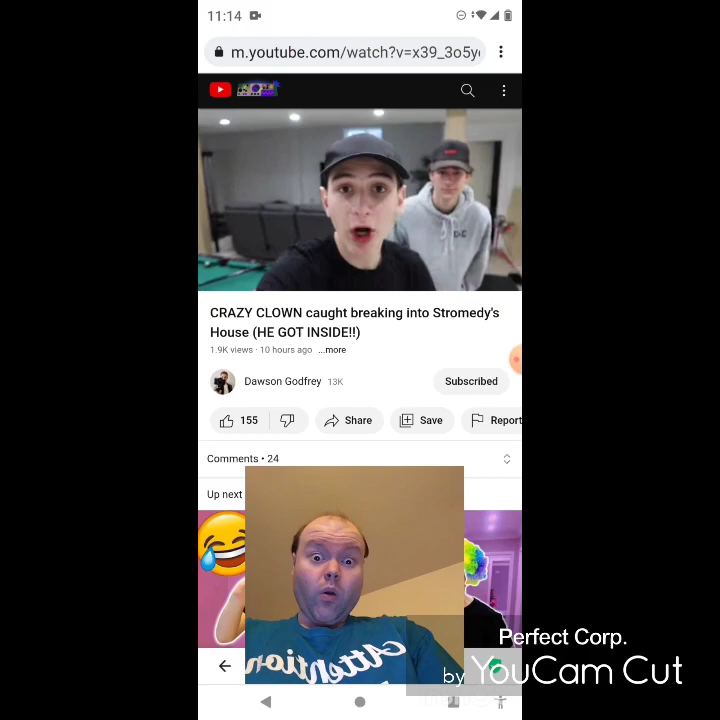 11:14
m.youtube.com/watch?v=x39_3o5y
CRAZY CLOWN caught breaking into Stromedy's
House (HE GOT INSIDE!!)
1.9K views · 10 hours ago ...more
Dawson Godfrey 13K
Subscribed
155
Share
Save
Report
Comments • 24
Up next
Attention
Perfect Corp.
by YouCam Cut